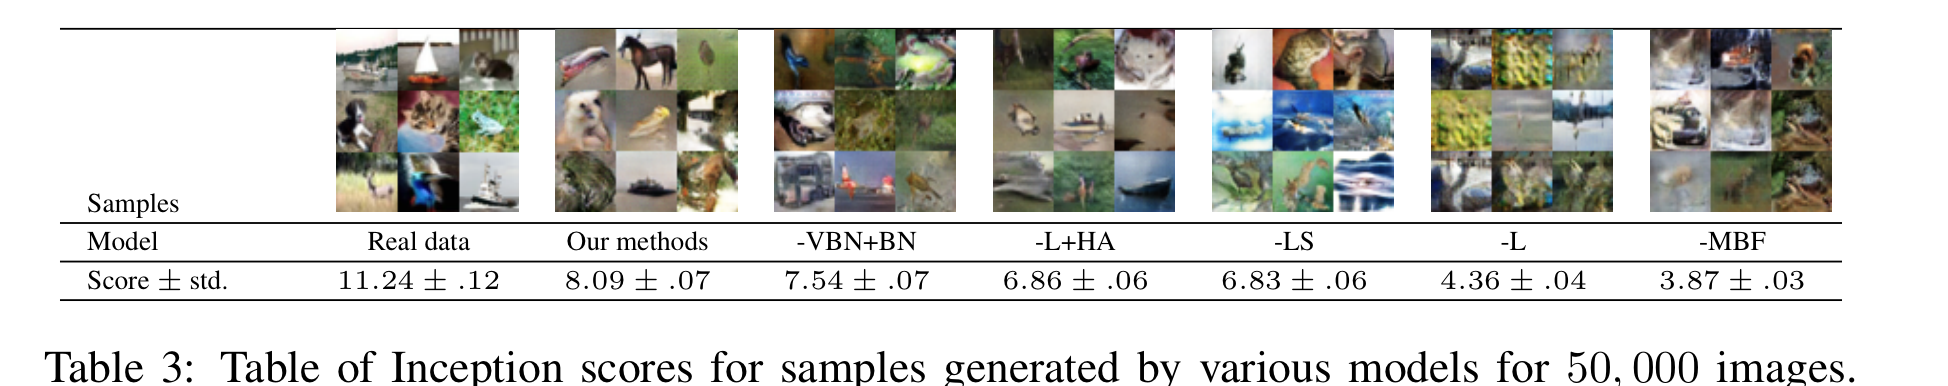 Samples
Model Real data Our methods -VBN+BN -L+HA -LS -L -MBF
Score ± std. 11.24 ± .12 8.09 ± .07 7.54 ± .07 6.86 ± .06 6.83 ± .06 4.36 ± .04 3.87 ± .03
Table 3: Table of Inception scores for samples generated by various models for 50, 000 images.